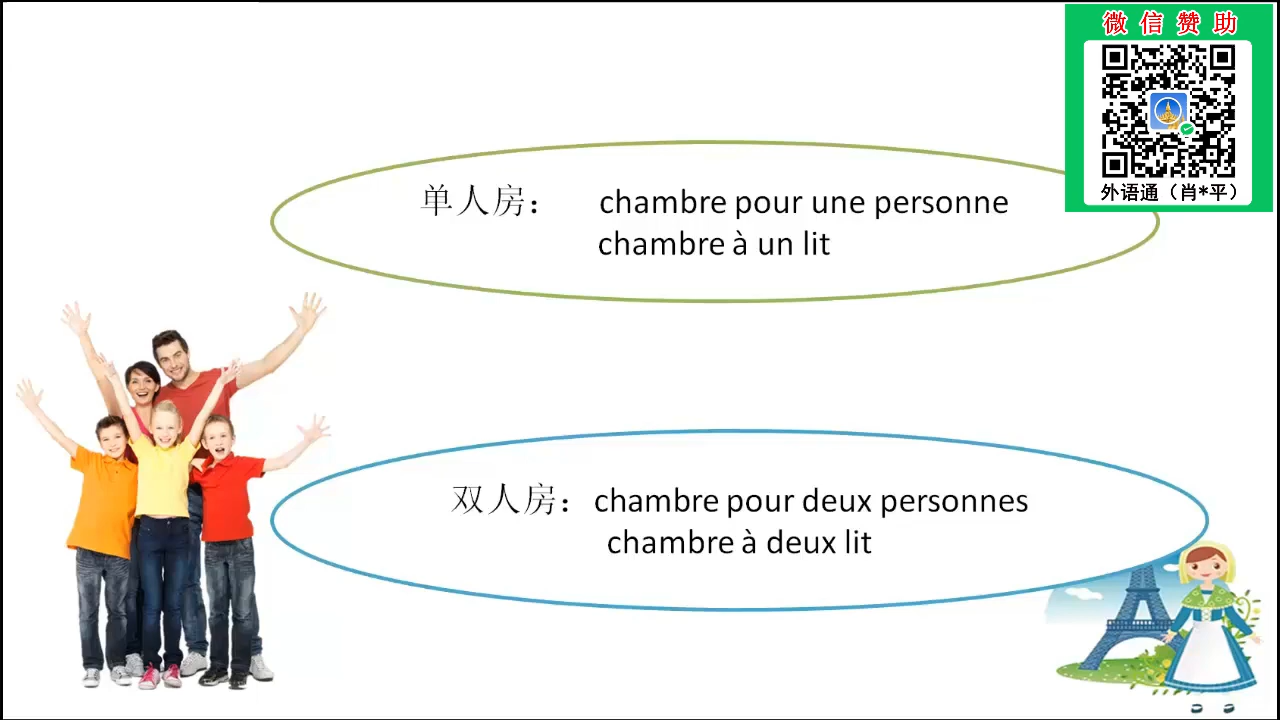 微信赞助
外语通（肖*平）
单人房： chambre pour une personne
chambre à un lit
双人房：chambre pour deux personnes
chambre à deux lit